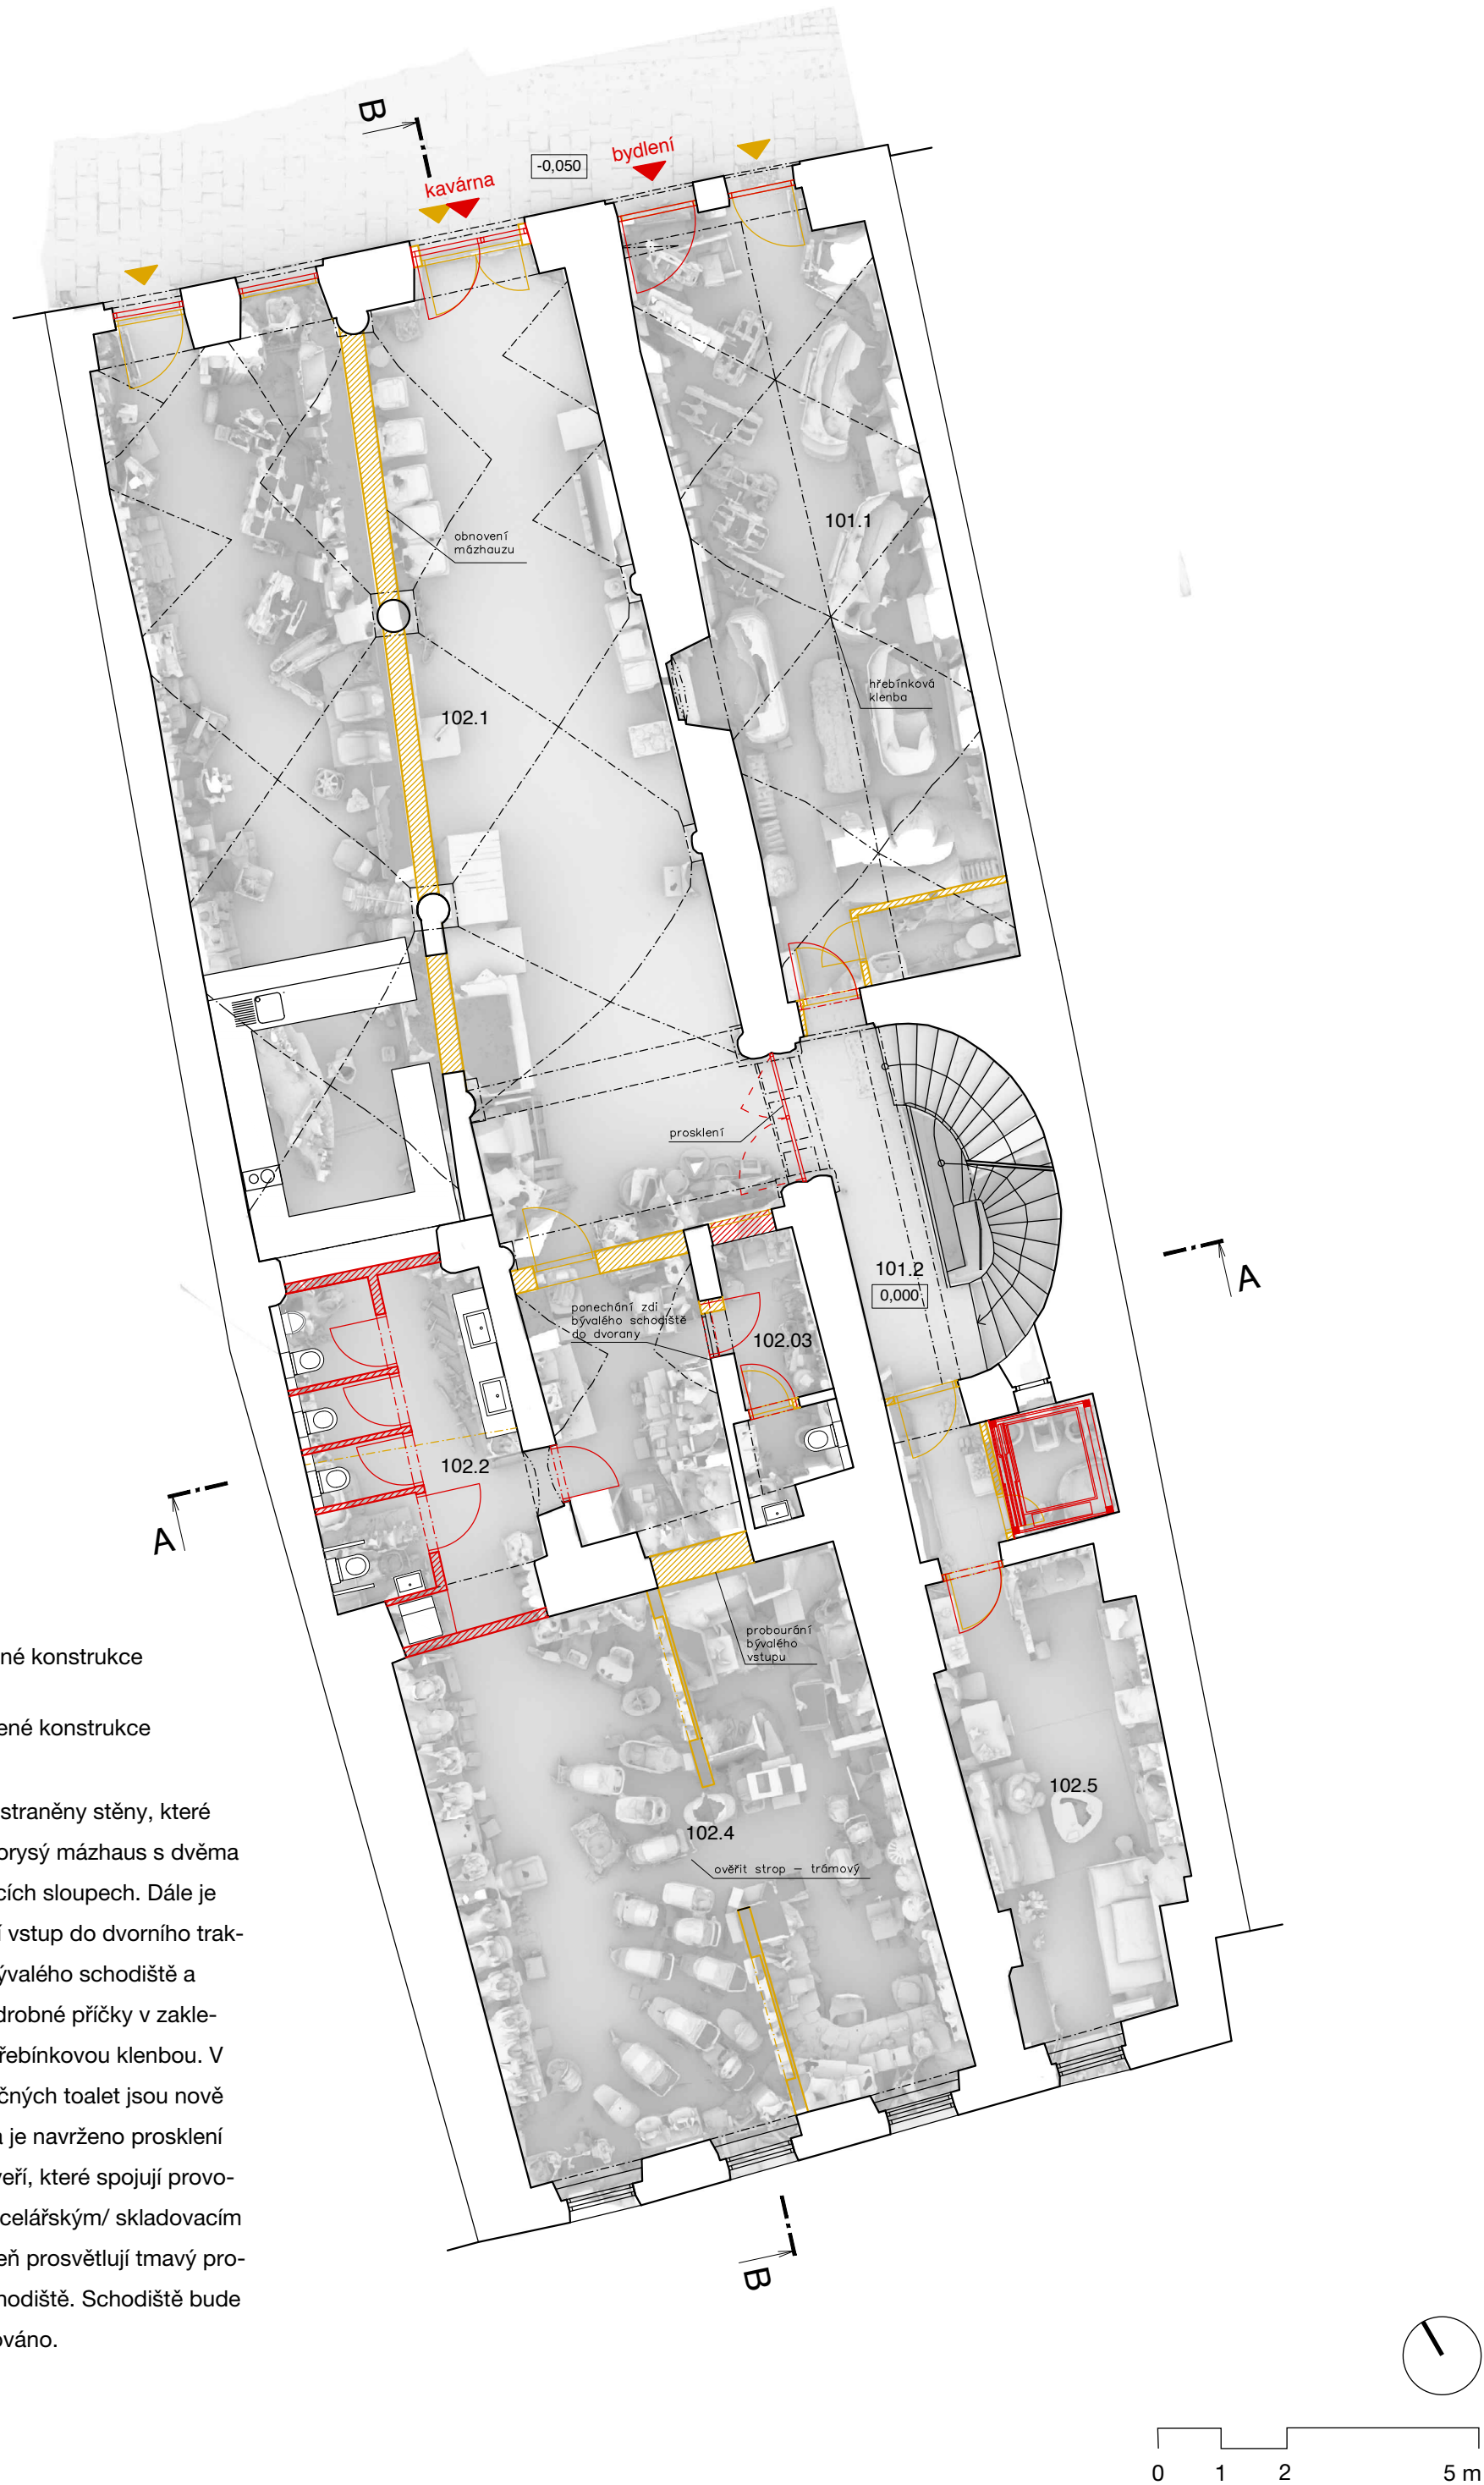 B
-0,050
bydlení
kavárna
101.1
obnovení
mázhauzu
hřebínková
klenba
102.1
prosklení
101.2
0,000
A
ponechání zdí
bývalého schodiště
do dvorany
102.03
102.2
A
probourání
bývalého
vstupu
né konstrukce
ené konstrukce
102.5
102.4
ověřit strop – trámový
straněny stěny, které
orysý mázhaus s dvěma
cích sloupech. Dále je
í vstup do dvorního trak-
ývalého schodiště a
drobné příčky v zakle-
řebínkovou klenbou. V
čných toalet jsou nově
a je navrženo prosklení
veří, které spojují provo-
celářským/ skladovacím
eň prosvětlují tmavý pro-
hodiště. Schodiště bude
ováno.
B
0 1 2 5 m